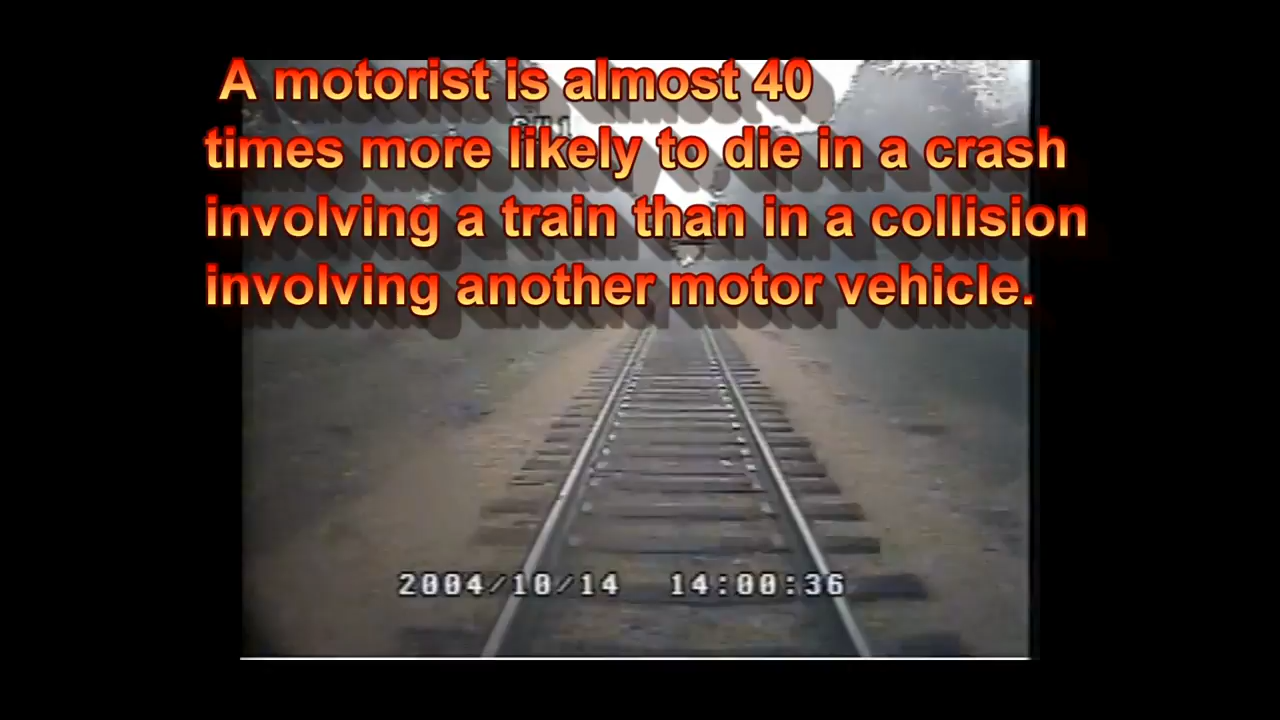 A motorist is almost 40
times more likely to die in a crash
involving a train than in a collision
involving another motor vehicle.
2004/10/14 14:00:36